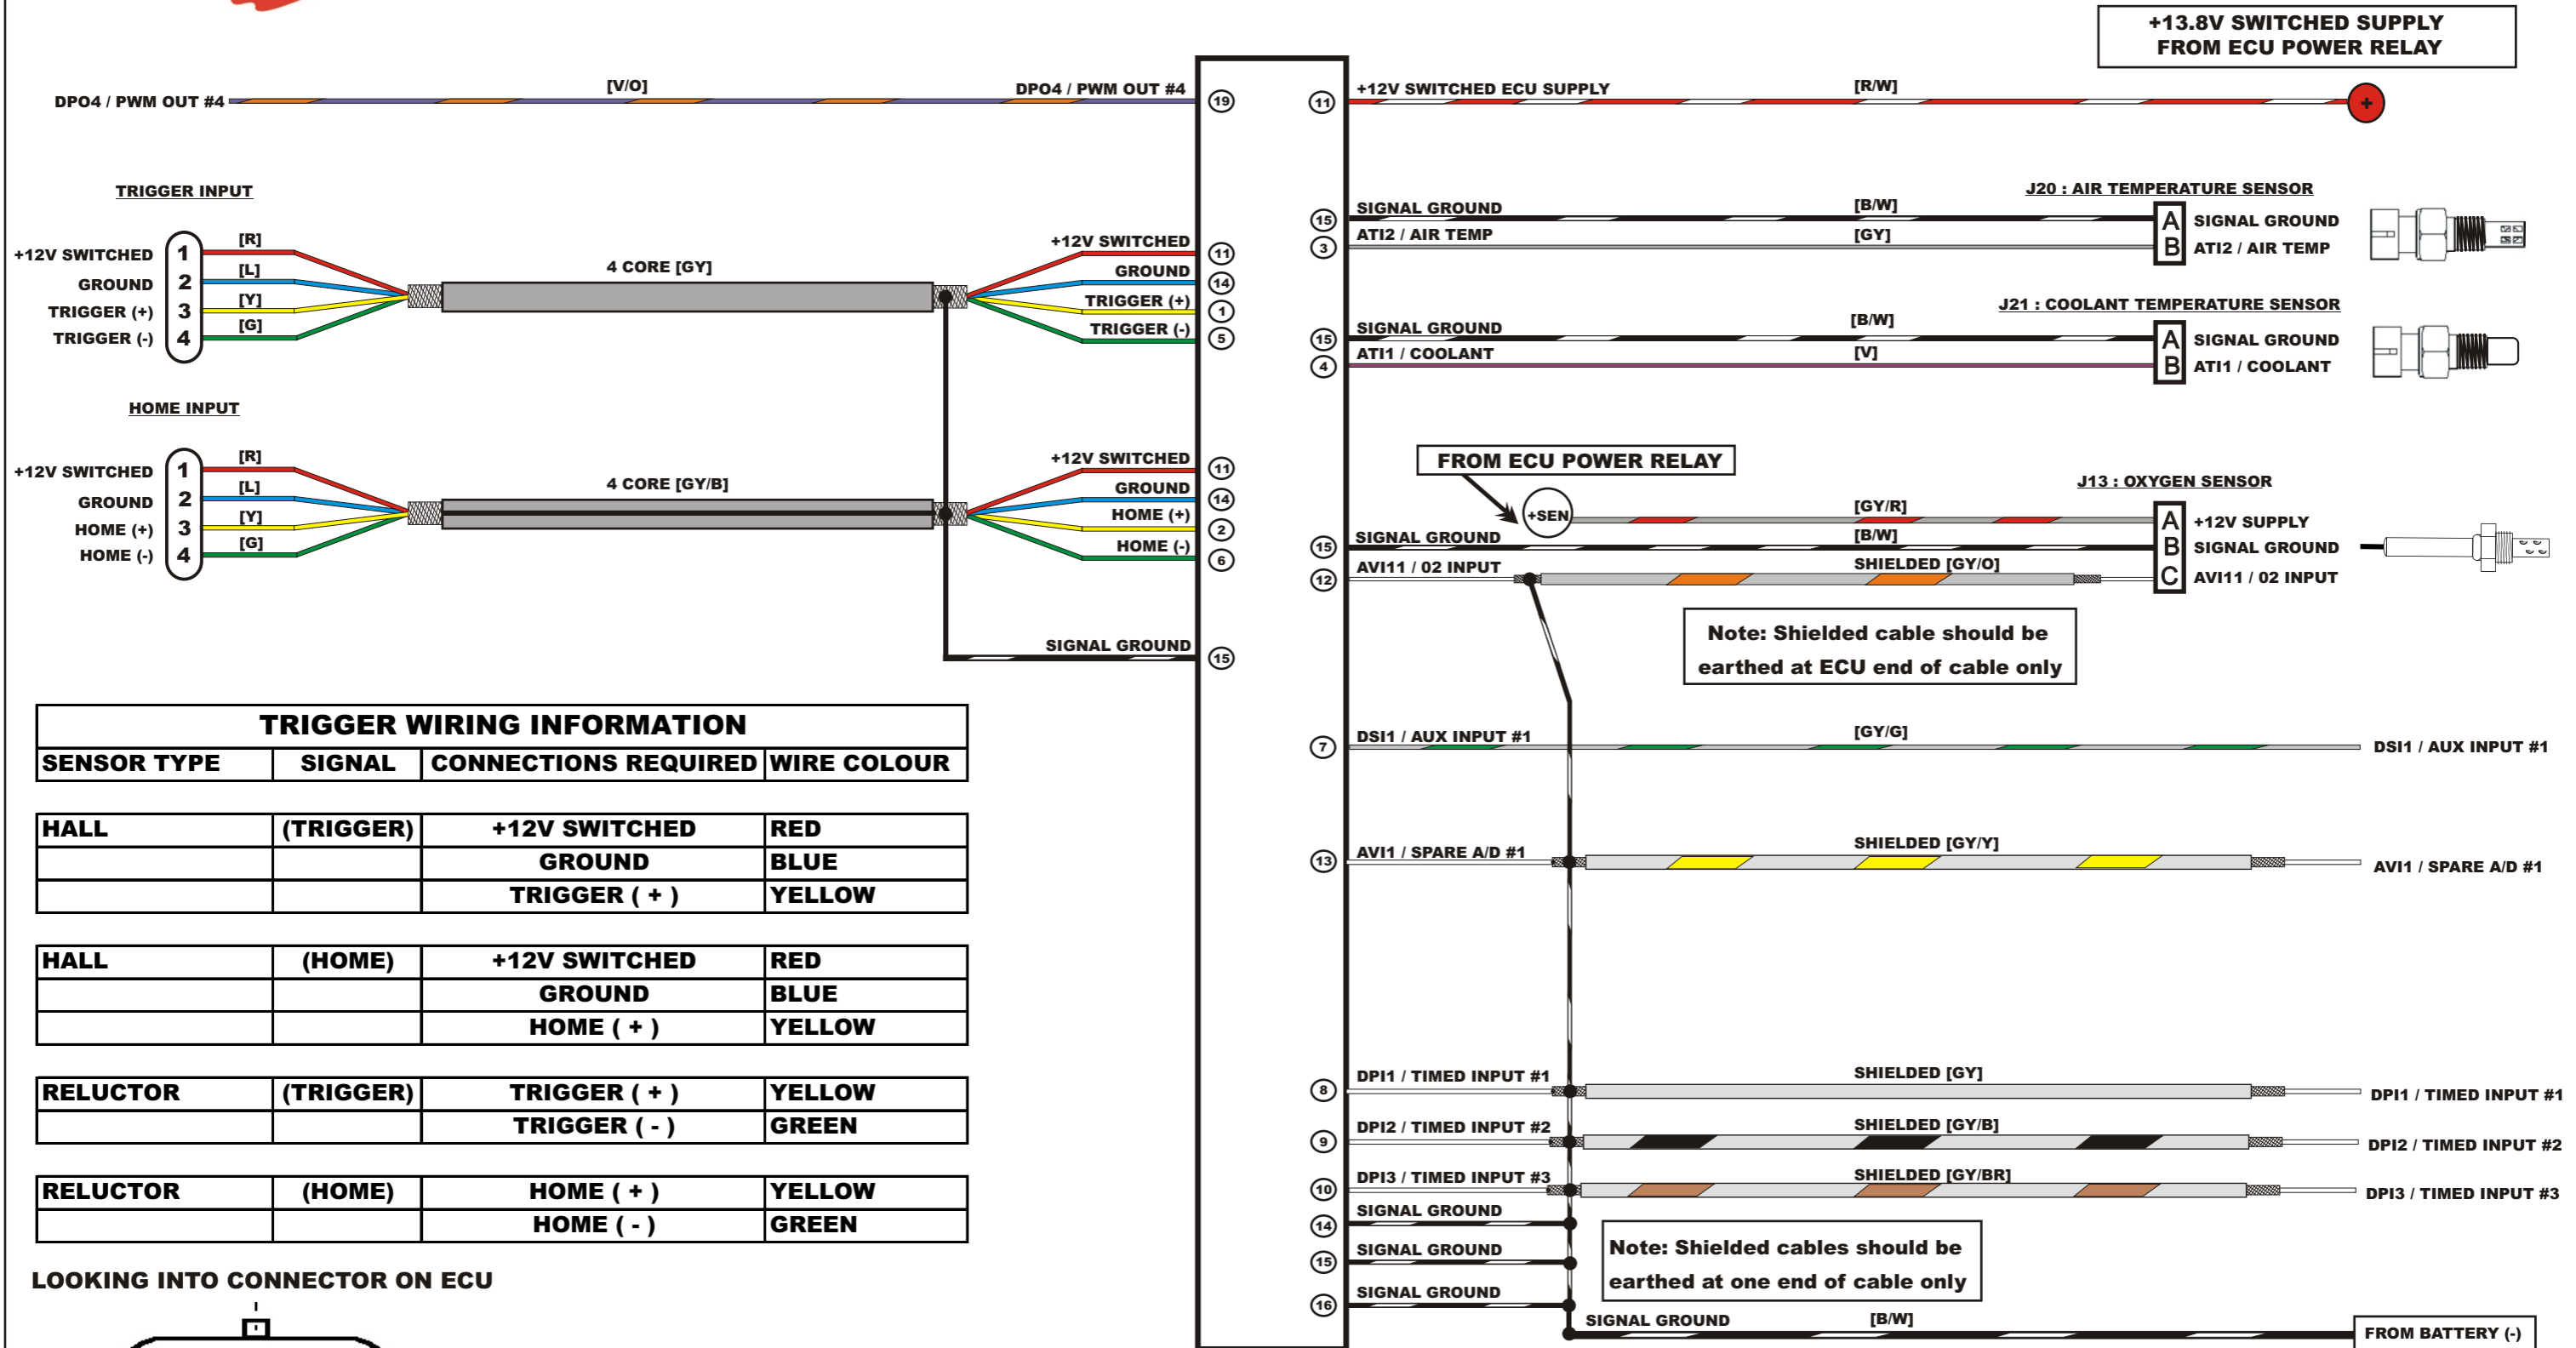 +13.8V SWITCHED SUPPLY
FROM ECU POWER RELAY
DPO4 / PWM OUT #4
[V/O]
DPO4 / PWM OUT #4
19
11
+12V SWITCHED ECU SUPPLY
[R/W]
+
TRIGGER INPUT
+12V SWITCHED
1
[R]
GROUND
2
[L]
TRIGGER (+)
3
[Y]
TRIGGER (-)
4
[G]
4 CORE [GY]
+12V SWITCHED
11
GROUND
14
TRIGGER (+)
1
TRIGGER (-)
5
J20 : AIR TEMPERATURE SENSOR
15
SIGNAL GROUND
[B/W]
A
SIGNAL GROUND
3
ATI2 / AIR TEMP
[GY]
B
ATI2 / AIR TEMP
J21 : COOLANT TEMPERATURE SENSOR
15
SIGNAL GROUND
[B/W]
A
SIGNAL GROUND
4
ATI1 / COOLANT
[V]
B
ATI1 / COOLANT
HOME INPUT
+12V SWITCHED
1
[R]
GROUND
2
[L]
HOME (+)
3
[Y]
HOME (-)
4
[G]
4 CORE [GY/B]
+12V SWITCHED
11
GROUND
14
HOME (+)
2
HOME (-)
6
SIGNAL GROUND
15
FROM ECU POWER RELAY
J13 : OXYGEN SENSOR
+SEN
[GY/R]
A
+12V SUPPLY
15
SIGNAL GROUND
[B/W]
B
SIGNAL GROUND
12
AVI11 / 02 INPUT
SHIELDED [GY/O]
C
AVI11 / 02 INPUT
Note: Shielded cable should be
earthed at ECU end of cable only
7
DSI1 / AUX INPUT #1
[GY/G]
DSI1 / AUX INPUT #1
13
AVI1 / SPARE A/D #1
SHIELDED [GY/Y]
AVI1 / SPARE A/D #1
8
DPI1 / TIMED INPUT #1
SHIELDED [GY]
DPI1 / TIMED INPUT #1
9
DPI2 / TIMED INPUT #2
SHIELDED [GY/B]
DPI2 / TIMED INPUT #2
10
DPI3 / TIMED INPUT #3
SHIELDED [GY/BR]
DPI3 / TIMED INPUT #3
14
SIGNAL GROUND
15
SIGNAL GROUND
16
SIGNAL GROUND
Note: Shielded cables should be
earthed at one end of cable only
SIGNAL GROUND
[B/W]
FROM BATTERY (-)
TRIGGER WIRING INFORMATION
SENSOR TYPE SIGNAL CONNECTIONS REQUIRED WIRE COLOUR
HALL (TRIGGER) +12V SWITCHED RED
GROUND BLUE
TRIGGER ( + ) YELLOW
HALL (HOME) +12V SWITCHED RED
GROUND BLUE
HOME ( + ) YELLOW
RELUCTOR (TRIGGER) TRIGGER ( + ) YELLOW
TRIGGER ( - ) GREEN
RELUCTOR (HOME) HOME ( + ) YELLOW
HOME ( - ) GREEN
LOOKING INTO CONNECTOR ON ECU